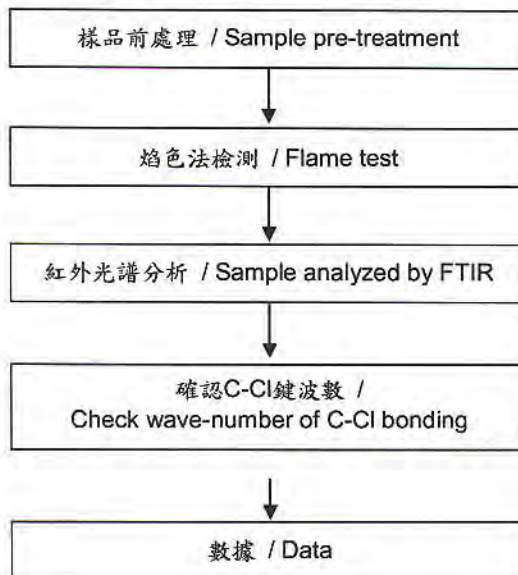 樣品前處理 / Sample pre-treatment
焰色法檢測 / Flame test
紅外光譜分析 / Sample analyzed by FTIR
確認C-Cl鍵波數 /
Check wave-number of C-Cl bonding
數據 / Data